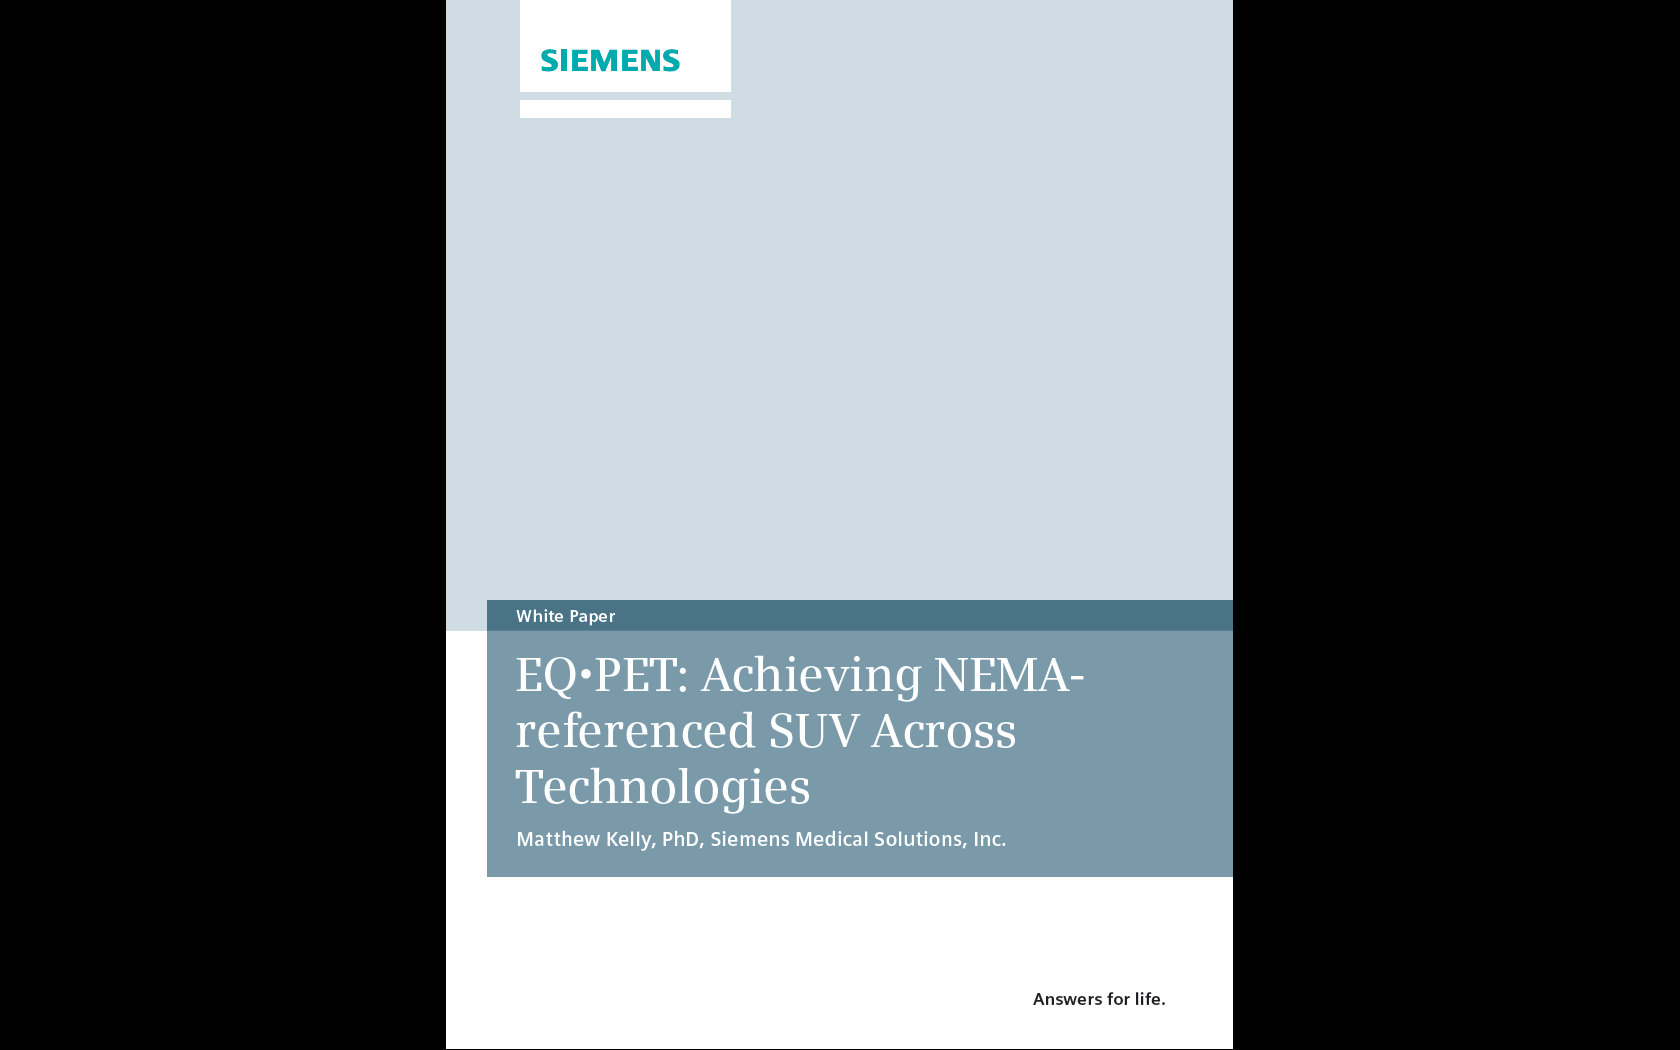 SIEMENS
White Paper
EQ•PET: Achieving NEMA-
referenced SUV Across
Technologies
Matthew Kelly, PhD, Siemens Medical Solutions, Inc.
Answers for life.